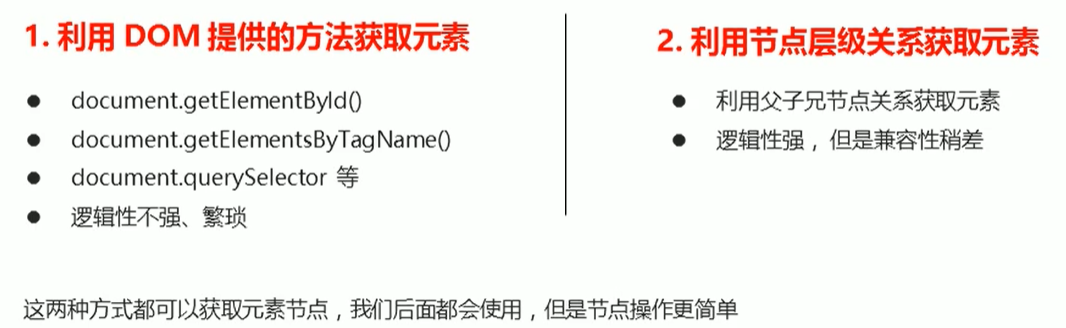 1. 利用 DOM 提供的方法获取元素
● document.getElementById()
● document.getElementsByTagName()
● document.querySelector 等
● 逻辑性不强、繁琐
2. 利用节点层级关系获取元素
● 利用父子兄节点关系获取元素
● 逻辑性强，但是兼容性稍差
这两种方式都可以获取元素节点，我们后面都会使用，但是节点操作更简单